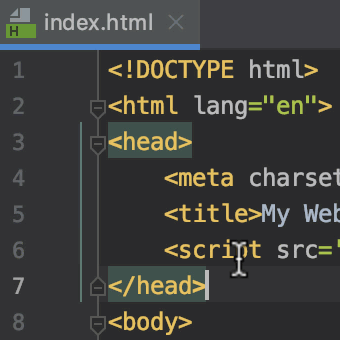 index.html
H
1 <!DOCTYPE html>
2 <html lang="en">
3 <head>
4 <meta charset
5 <title>My Web
6 <script src="
7 </head>
8 <body>